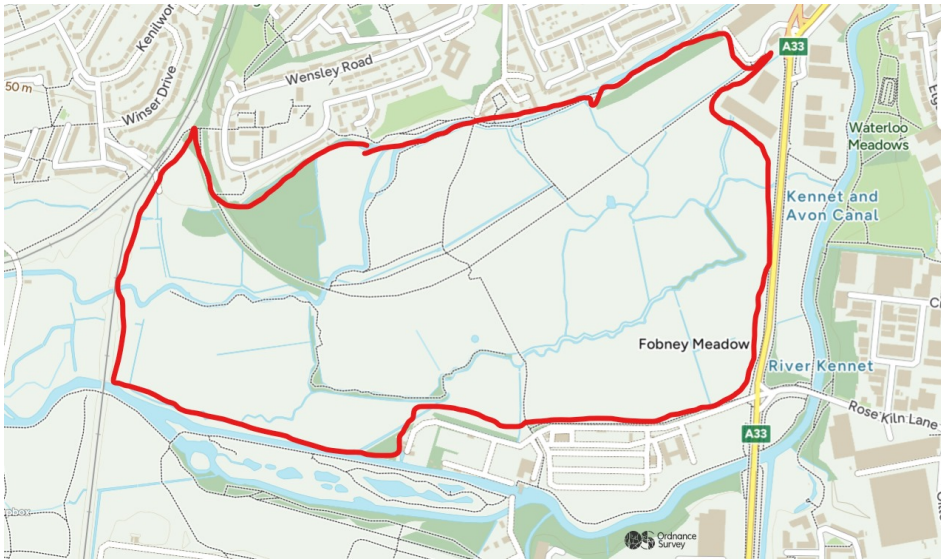 Kenilwo
Wensley Road
50 m
Winser Drive
A33
Waterloo
Meadows
Kennet and
Avon Canal
Fobney Meadow
River Kennet
Rose Kiln Lane
A33
Ordnance
Survey